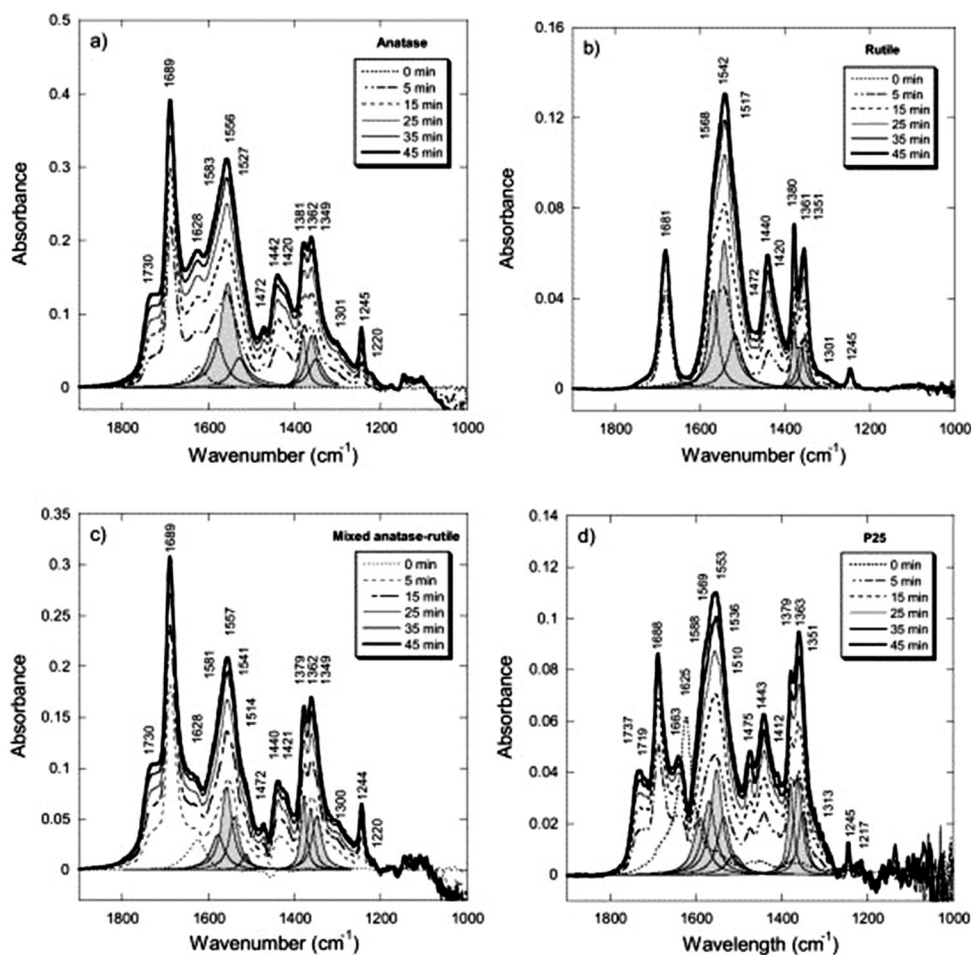 a)
Anatase
0 min
5 min
15 min
25 min
35 min
45 min
1689
1730
1628
1583
1556
1527
1472
1442
1420
1381
1362
1349
1301
1245
1220
0.5
0.4
0.3
0.2
0.1
0
Absorbance
1800
1600
1400
1200
1000
Wavenumber (cm⁻¹)
b)
Rutile
0 min
5 min
15 min
25 min
35 min
45 min
1681
1568
1542
1517
1472
1440
1420
1380
1361
1351
1301
1245
0.16
0.12
0.08
0.04
0
Absorbance
1800
1600
1400
1200
1000
Wavenumber (cm⁻¹)
c)
Mixed anatase-rutile
0 min
5 min
15 min
25 min
35 min
45 min
1689
1730
1628
1581
1557
1541
1514
1472
1440
1421
1379
1362
1349
1300
1244
1220
0.35
0.3
0.25
0.2
0.15
0.1
0.05
0
Absorbance
1800
1600
1400
1200
1000
Wavenumber (cm⁻¹)
d)
P25
0 min
5 min
15 min
25 min
35 min
45 min
1737
1719
1688
1663
1625
1588
1569
1553
1536
1510
1475
1443
1412
1379
1363
1351
1313
1245
1217
0.14
0.12
0.1
0.08
0.06
0.04
0.02
0
Absorbance
1800
1600
1400
1200
1000
Wavelength (cm⁻¹)